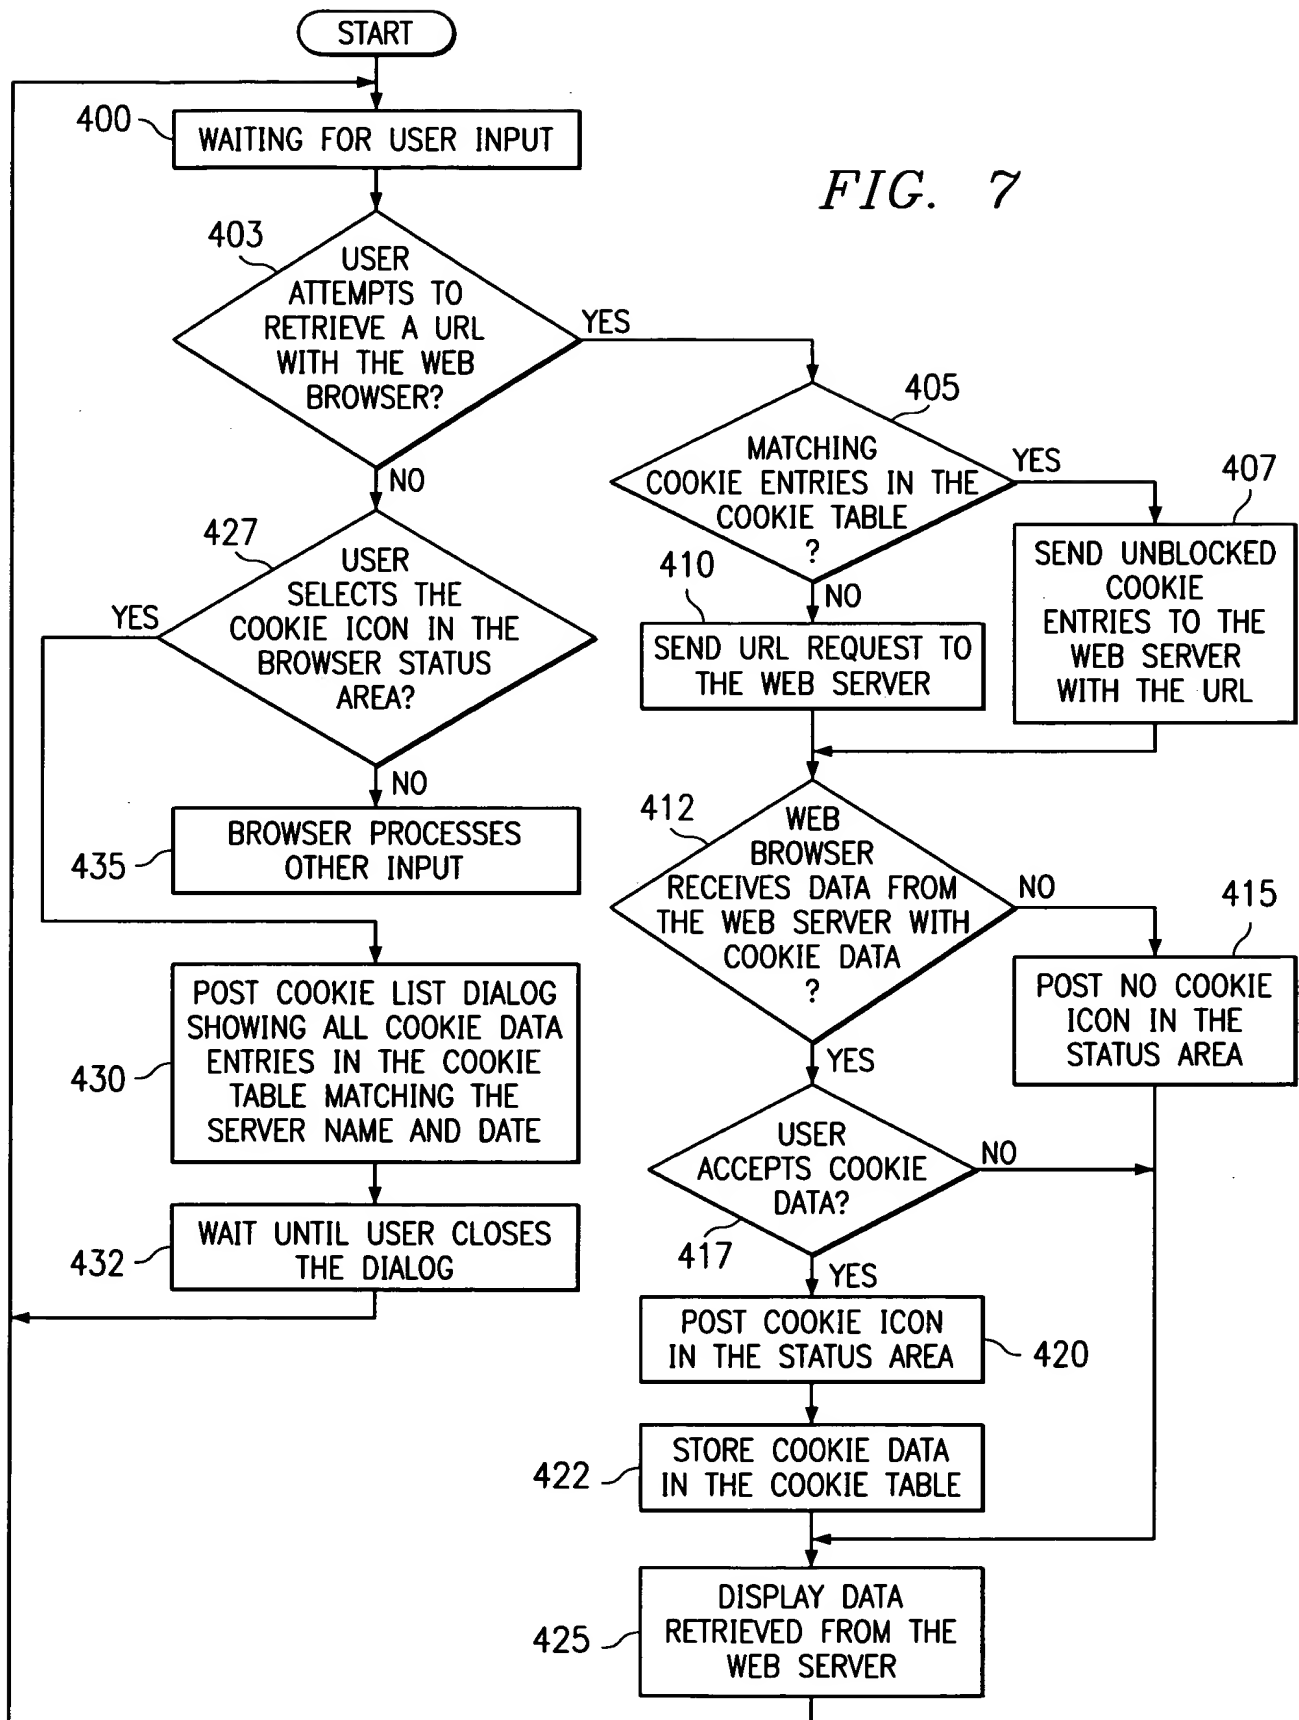 START
400
WAITING FOR USER INPUT
FIG. 7
403
USER
ATTEMPTS TO
RETRIEVE A URL
WITH THE WEB
BROWSER?
YES
NO
405
MATCHING
COOKIE ENTRIES IN THE
COOKIE TABLE
?
YES
NO
407
SEND UNBLOCKED
COOKIE
ENTRIES TO THE
WEB SERVER
WITH THE URL
410
SEND URL REQUEST TO
THE WEB SERVER
427
USER
SELECTS THE
COOKIE ICON IN THE
BROWSER STATUS
AREA?
YES
NO
435
BROWSER PROCESSES
OTHER INPUT
412
WEB
BROWSER
RECEIVES DATA FROM
THE WEB SERVER WITH
COOKIE DATA
?
NO
YES
415
POST NO COOKIE
ICON IN THE
STATUS AREA
430
POST COOKIE LIST DIALOG
SHOWING ALL COOKIE DATA
ENTRIES IN THE COOKIE
TABLE MATCHING THE
SERVER NAME AND DATE
432
WAIT UNTIL USER CLOSES
THE DIALOG
USER
ACCEPTS COOKIE
DATA?
417
NO
YES
POST COOKIE ICON
IN THE STATUS AREA
420
422
STORE COOKIE DATA
IN THE COOKIE TABLE
425
DISPLAY DATA
RETRIEVED FROM THE
WEB SERVER